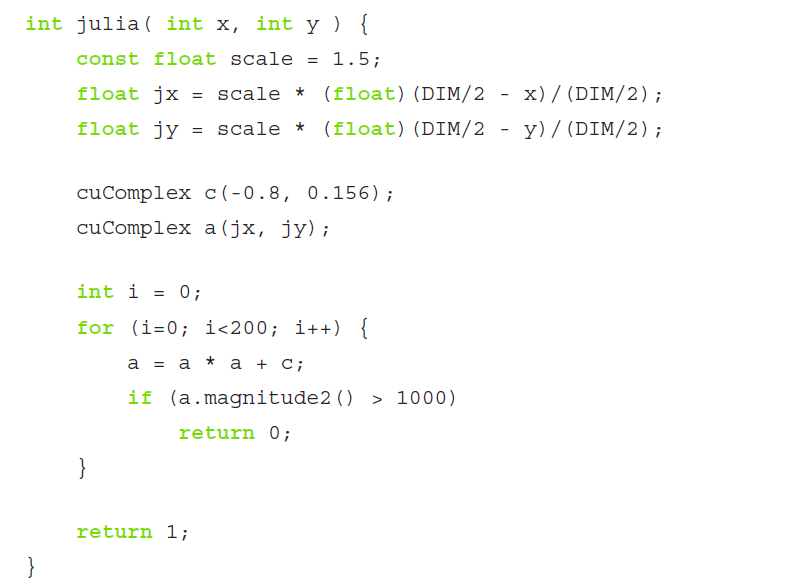 int julia( int x, int y ) {
    const float scale = 1.5;
    float jx = scale * (float)(DIM/2 - x)/(DIM/2);
    float jy = scale * (float)(DIM/2 - y)/(DIM/2);

    cuComplex c(-0.8, 0.156);
    cuComplex a(jx, jy);

    int i = 0;
    for (i=0; i<200; i++) {
        a = a * a + c;
        if (a.magnitude2() > 1000)
            return 0;
    }

    return 1;
}